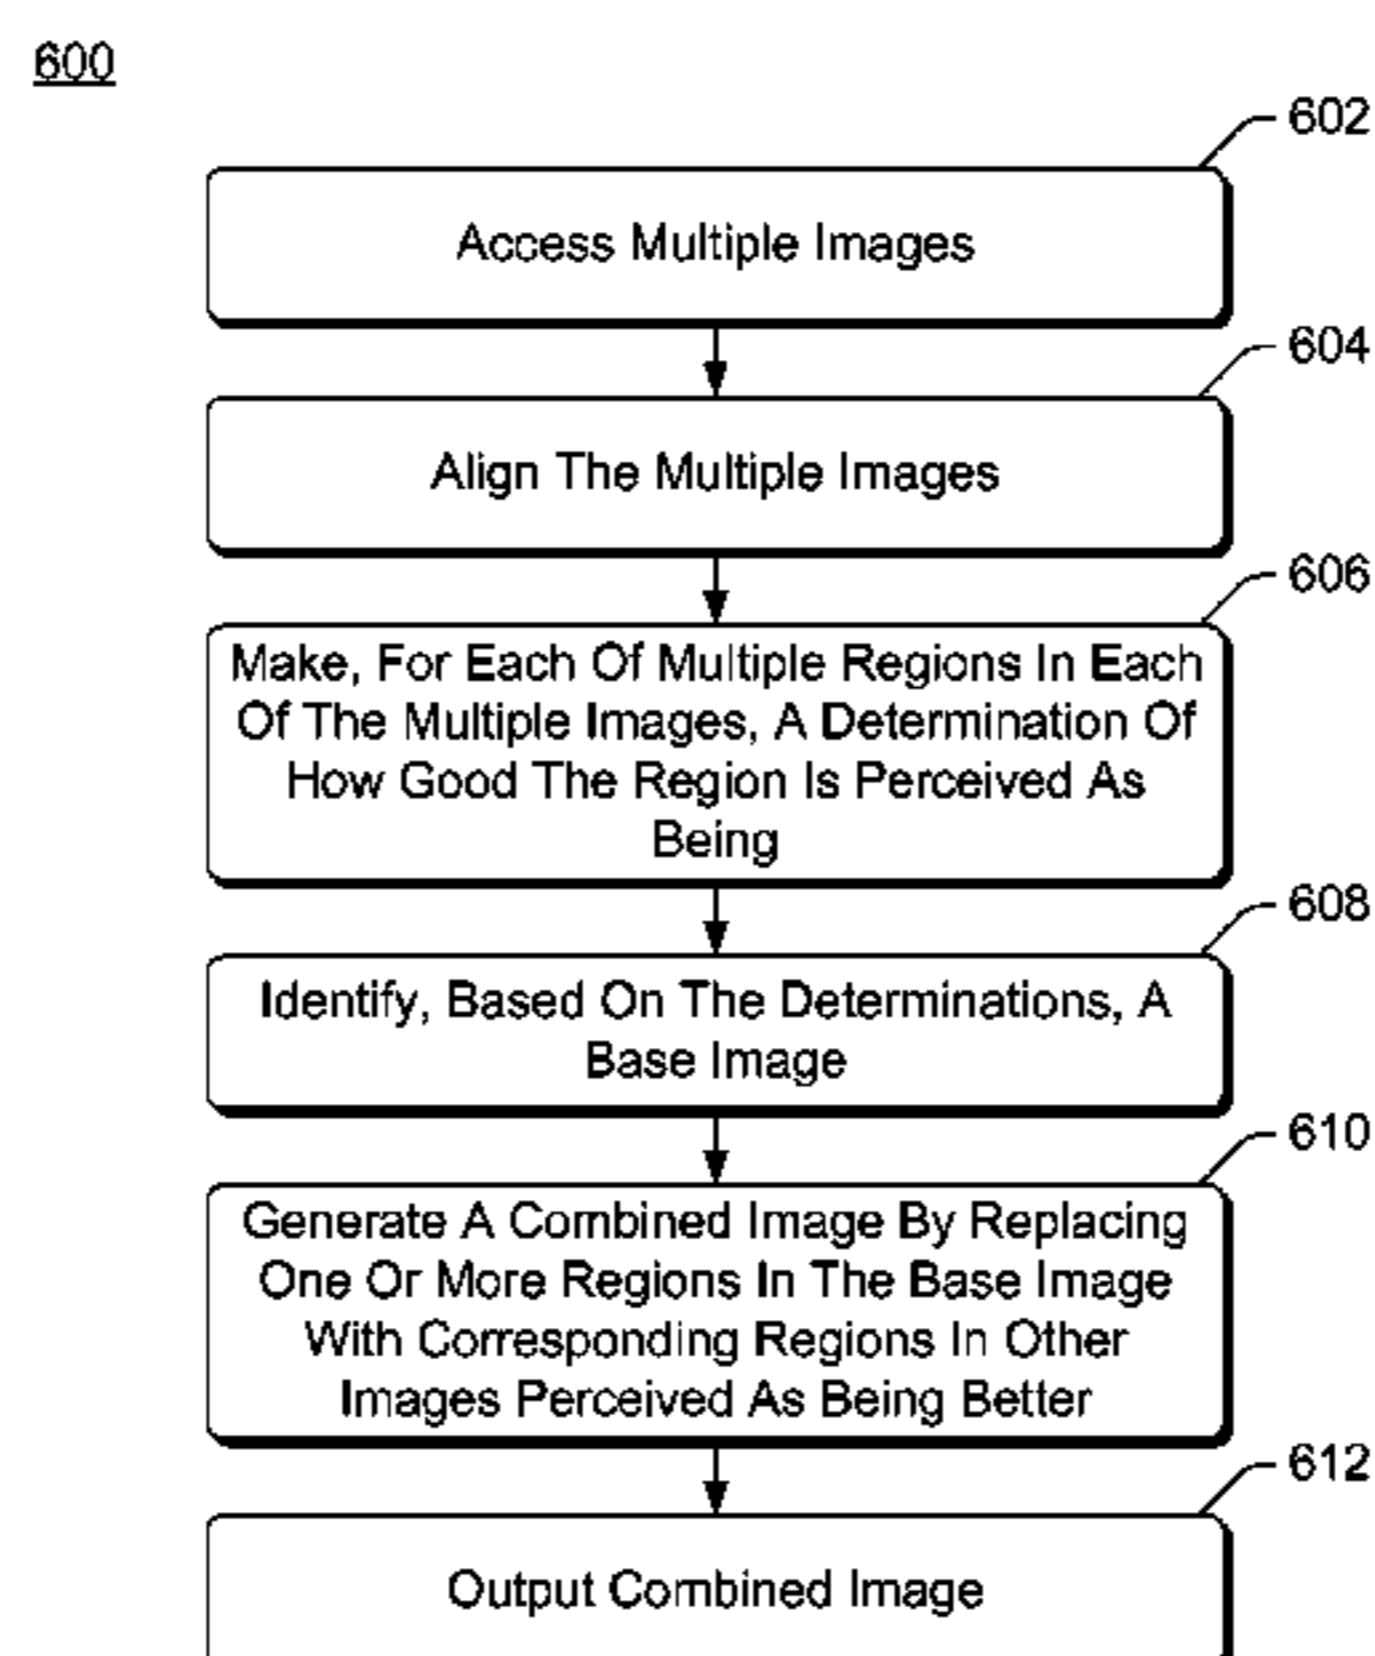 600
602
Access Multiple Images
604
Align The Multiple Images
606
Make, For Each Of Multiple Regions In Each
Of The Multiple Images, A Determination Of
How Good The Region Is Perceived As
Being
608
Identify, Based On The Determinations, A
Base Image
610
Generate A Combined Image By Replacing
One Or More Regions In The Base Image
With Corresponding Regions In Other
Images Perceived As Being Better
612
Output Combined Image